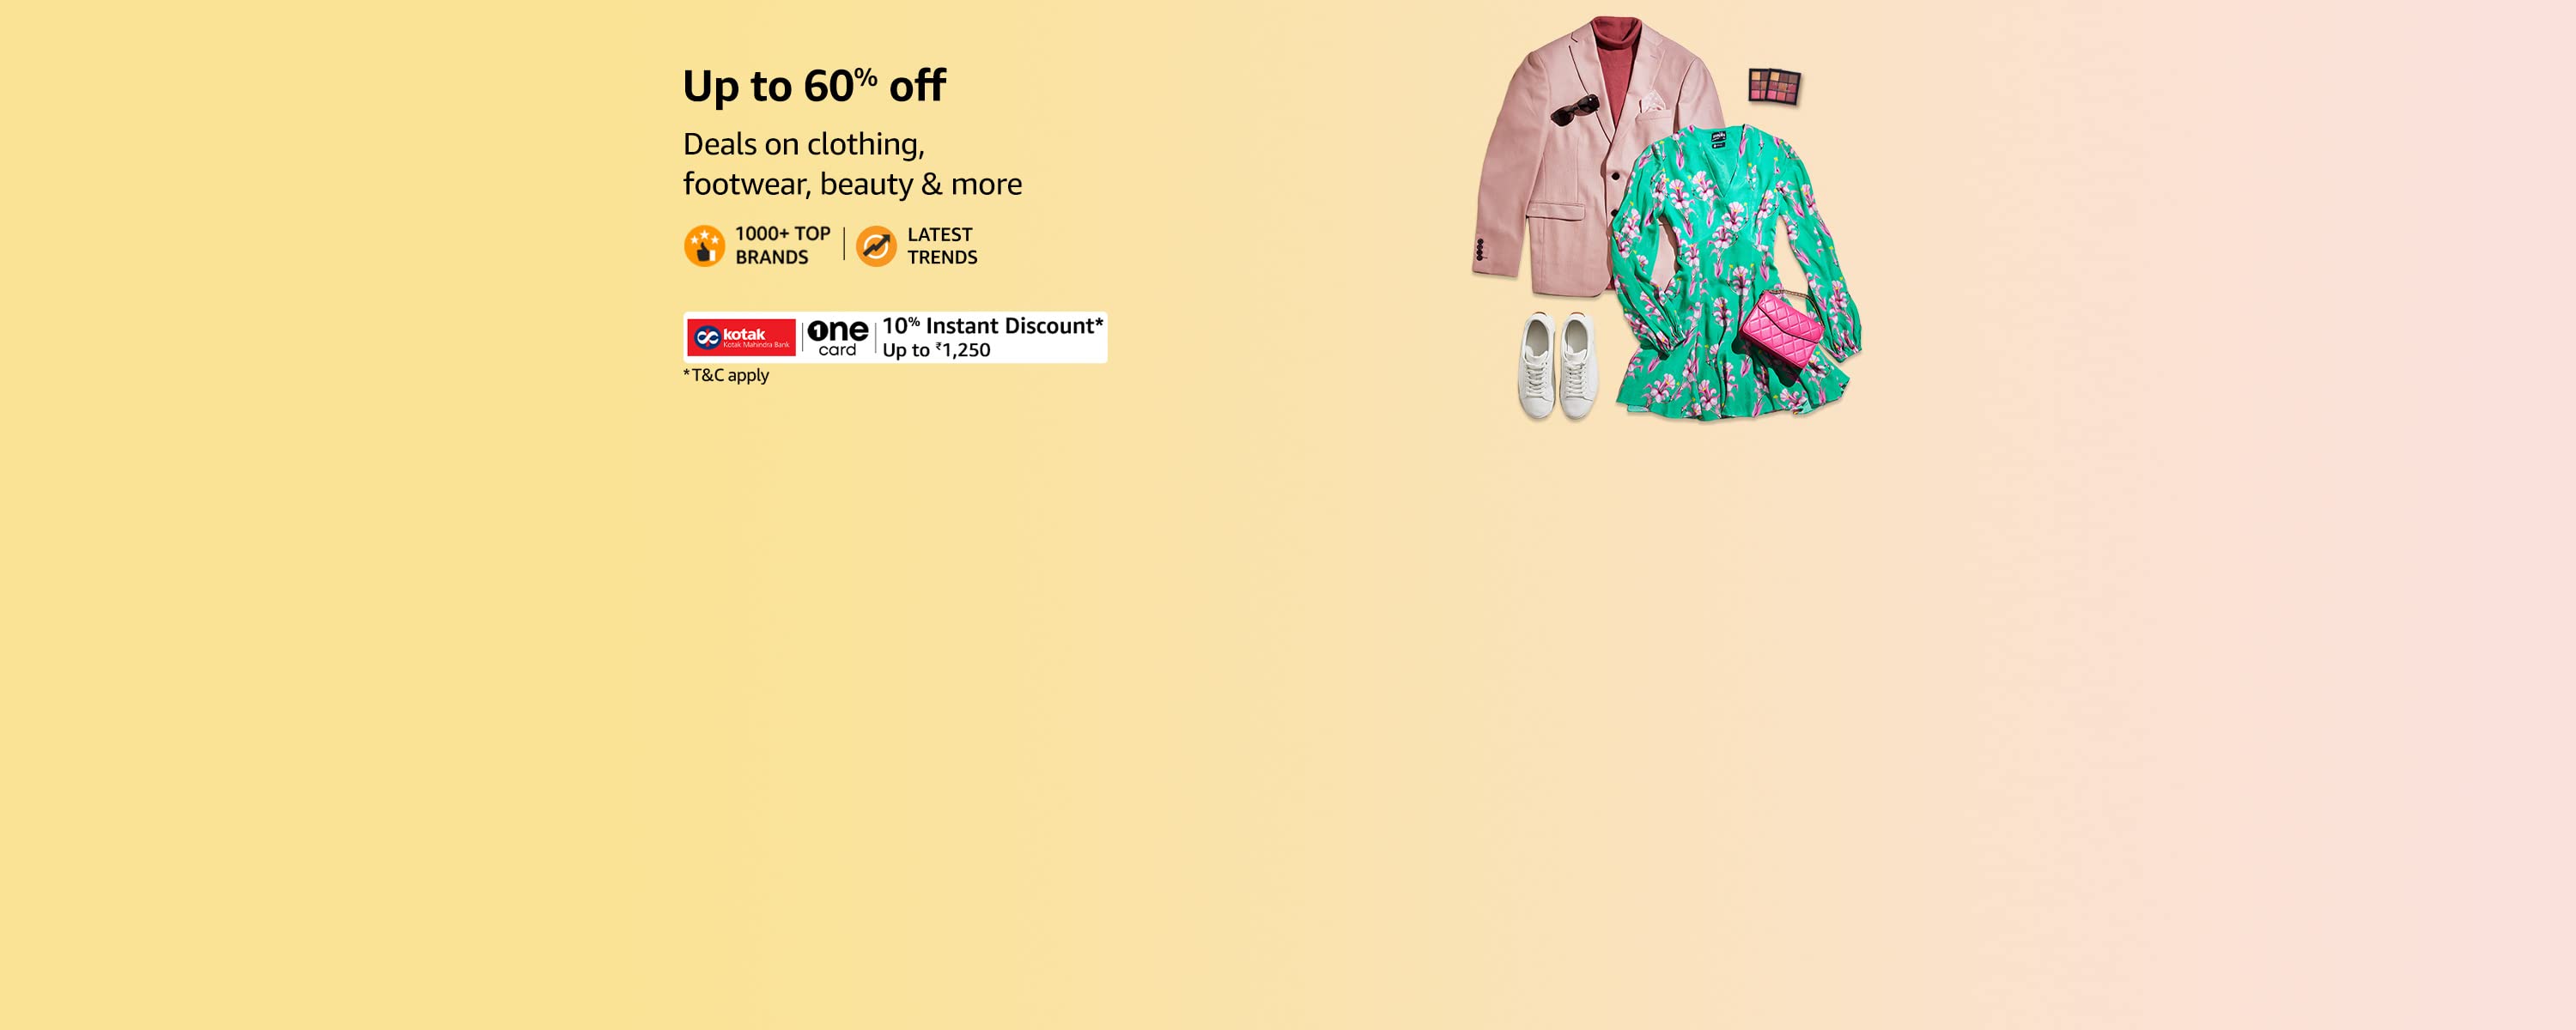 Up to 60% off
Deals on clothing,
footwear, beauty & more
1000+ TOP
BRANDS
LATEST
TRENDS
kotak
Kotak Mahindra Bank
one
card
10% Instant Discount*
Up to ₹1,250
*T&C apply